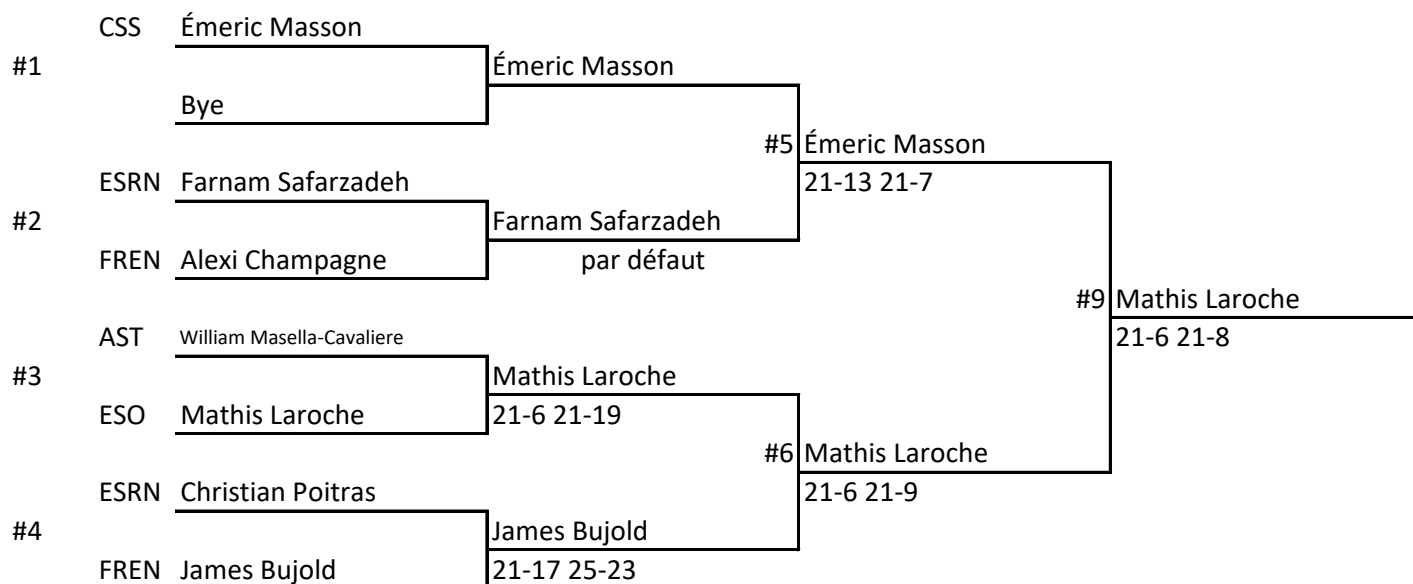 CSS Émeric Masson
#1 Émeric Masson
Bye
#5 Émeric Masson
ESRN Farnam Safarzadeh 21-13 21-7
#2 Farnam Safarzadeh
FREN Alexi Champagne par défaut
#9 Mathis Laroche
AST William Masella-Cavaliere 21-6 21-8
#3 Mathis Laroche
ESO Mathis Laroche 21-6 21-19
#6 Mathis Laroche
ESRN Christian Poitras 21-6 21-9
#4 James Bujold
FREN James Bujold 21-17 25-23